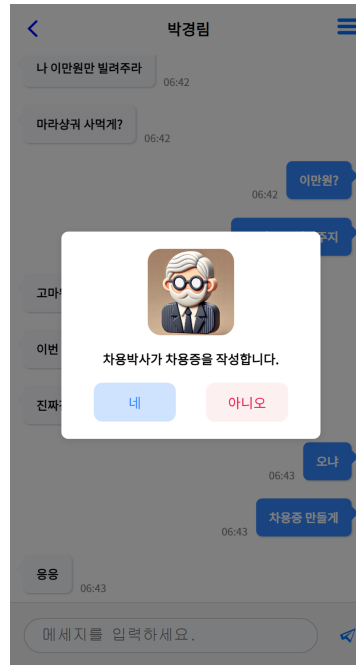 박경림
나 이만원만 빌려주라
06:42
마라샹궈 사먹게?
06:42
이만원?
06:42
주지
고마
이번
차용박사가 차용증을 작성합니다.
진짜
네
아니오
오냐
06:43
차용증 만들게
06:43
응응
06:43
메세지를 입력하세요.